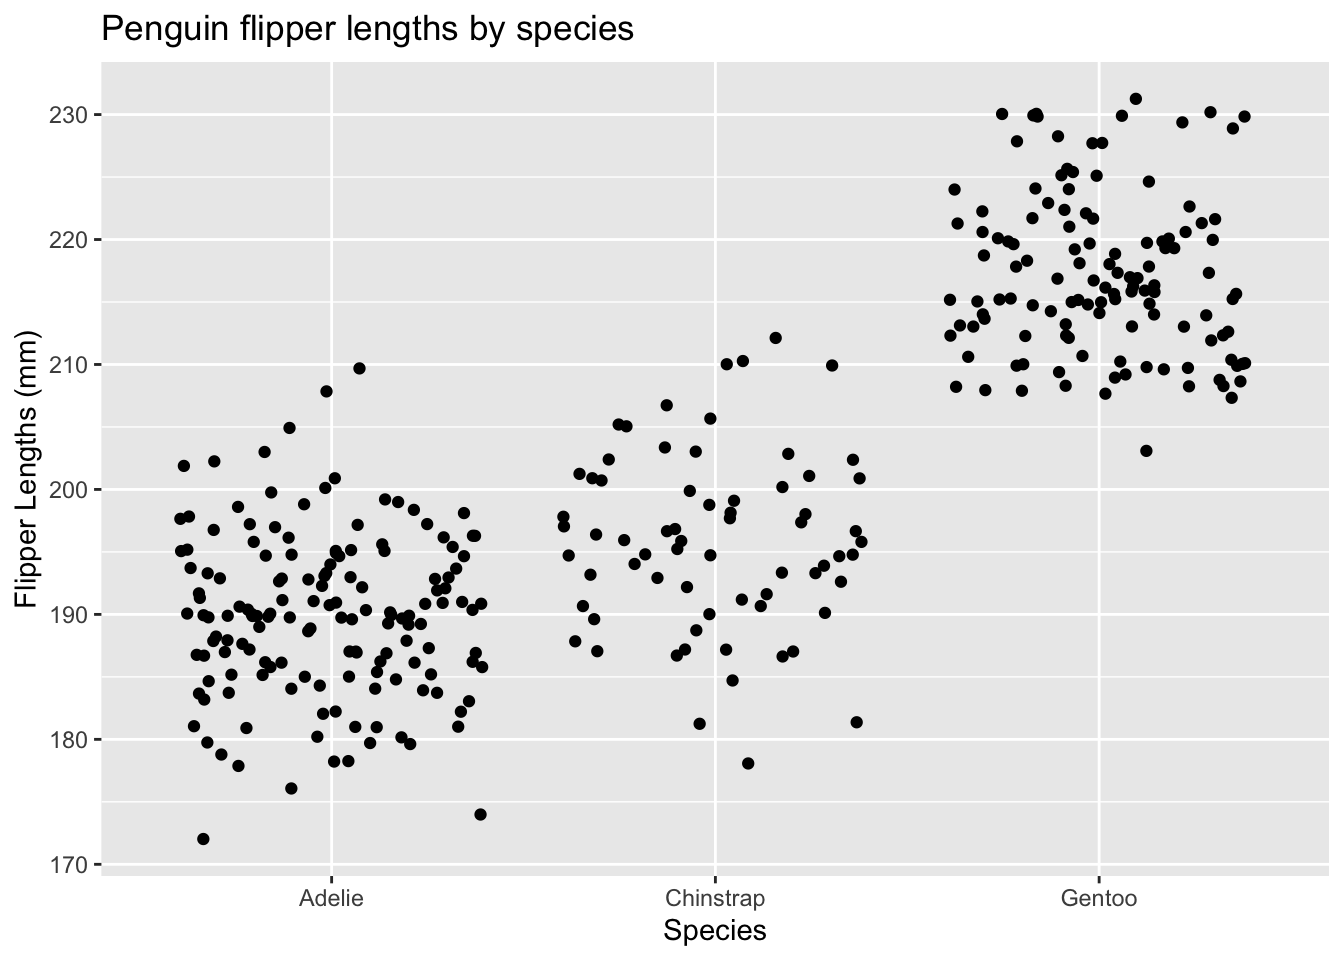 Penguin flipper lengths by species
Flipper Lengths (mm)
230
220
210
200
190
180
170
Adelie Chinstrap Gentoo
Species